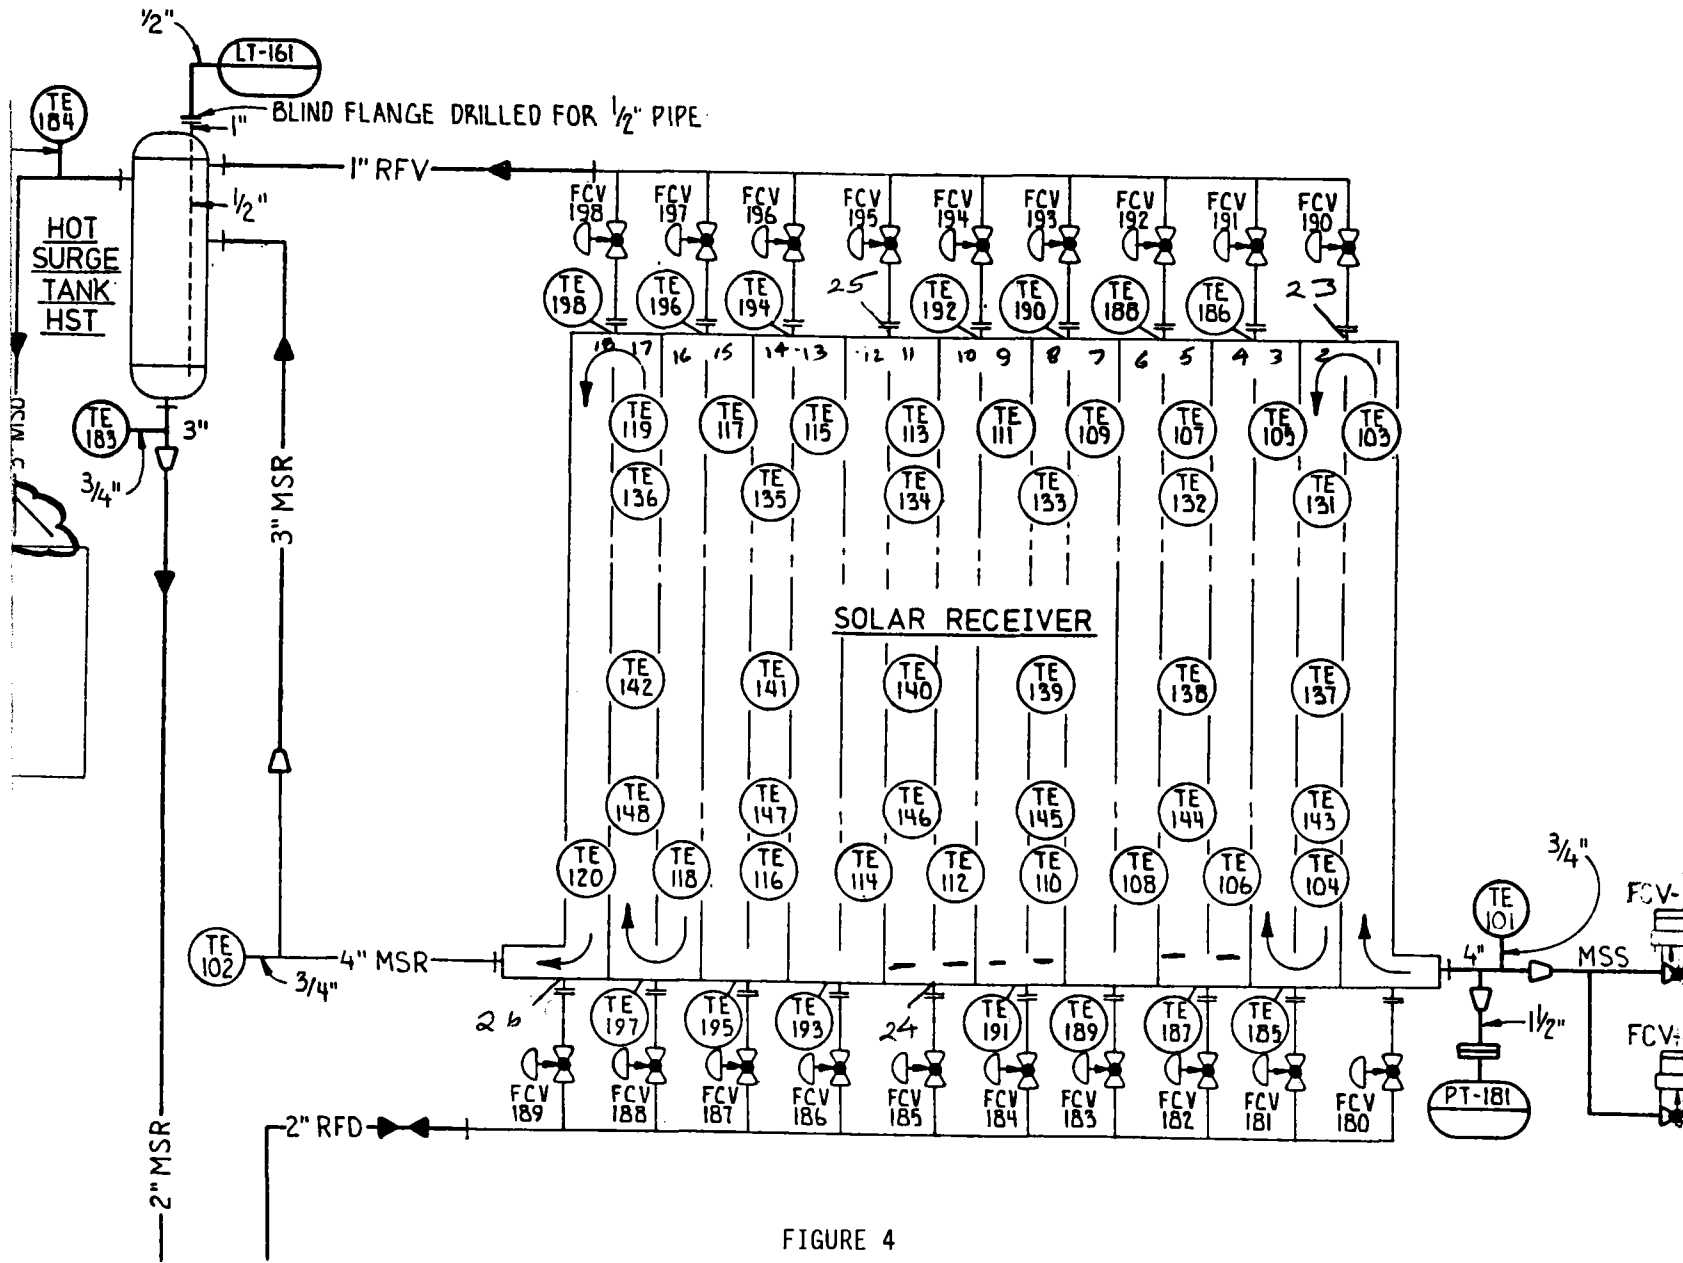 1/2"
LT-161
TE
184
BLIND FLANGE DRILLED FOR 1/2" PIPE
1"
1" RFV
1/2"
HOT
SURGE
TANK
HST
FCV
198
FCV
197
FCV
196
FCV
195
FCV
194
FCV
193
FCV
192
FCV
191
FCV
190
TE
198
TE
196
TE
194
25
TE
192
TE
190
TE
188
TE
186
23
18 17 16 15 14 13 12 11 10 9 8 7 6 5 4 3 2 1
TE
183
3"
3/4"
3" MSR
TE
119
TE
117
TE
115
TE
113
TE
111
TE
109
TE
107
TE
105
TE
103
TE
136
TE
135
TE
134
TE
133
TE
132
TE
131
SOLAR RECEIVER
TE
142
TE
141
TE
140
TE
139
TE
138
TE
137
TE
148
TE
147
TE
146
TE
145
TE
144
TE
143
TE
120
TE
118
TE
116
TE
114
TE
112
TE
110
TE
108
TE
106
TE
104
3/4"
TE
101
FCV-
TE
102
3/4"
4" MSR
4"
MSS
1 1/2"
FCV-
PT-181
26
TE
197
TE
195
TE
193
24
TE
191
TE
189
TE
187
TE
185
FCV
189
FCV
188
FCV
187
FCV
186
FCV
185
FCV
184
FCV
183
FCV
182
FCV
181
FCV
180
2" RFD
2" MSR
FIGURE 4